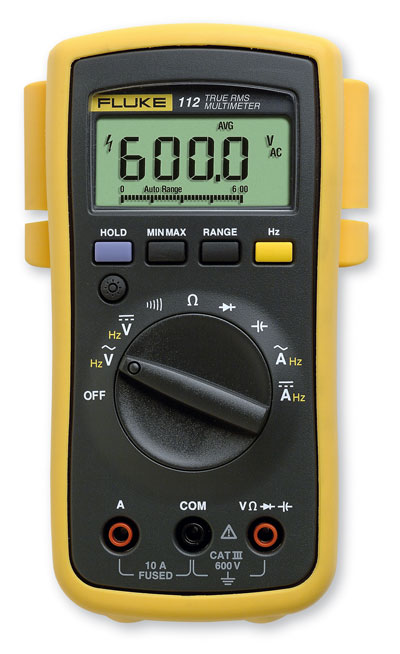 FLUKE 112 TRUE RMS MULTIMETER
AVG
600.0 V AC
0 Auto Range 6.00
HOLD MIN MAX RANGE Hz
Ω
Hz V
Hz V
A Hz
A Hz
OFF
A COM V Ω
10 A FUSED
CAT III 600 V